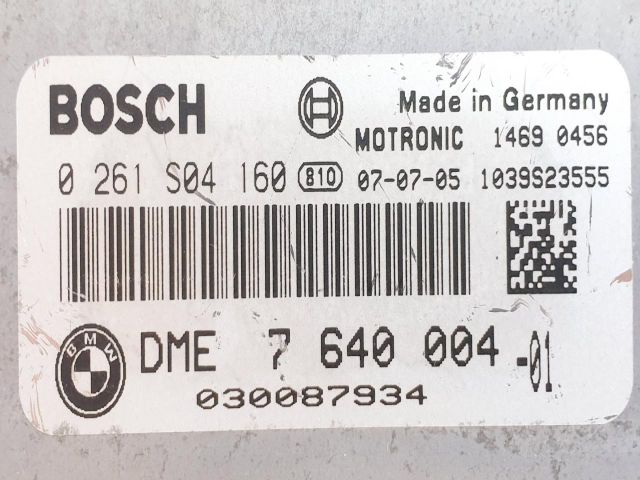 BOSCH
Made in Germany
MOTRONIC 1469 0456
0 261 S04 160 810 07-07-05 1039S23555
BMW
DME 7 640 004 -01
030087934